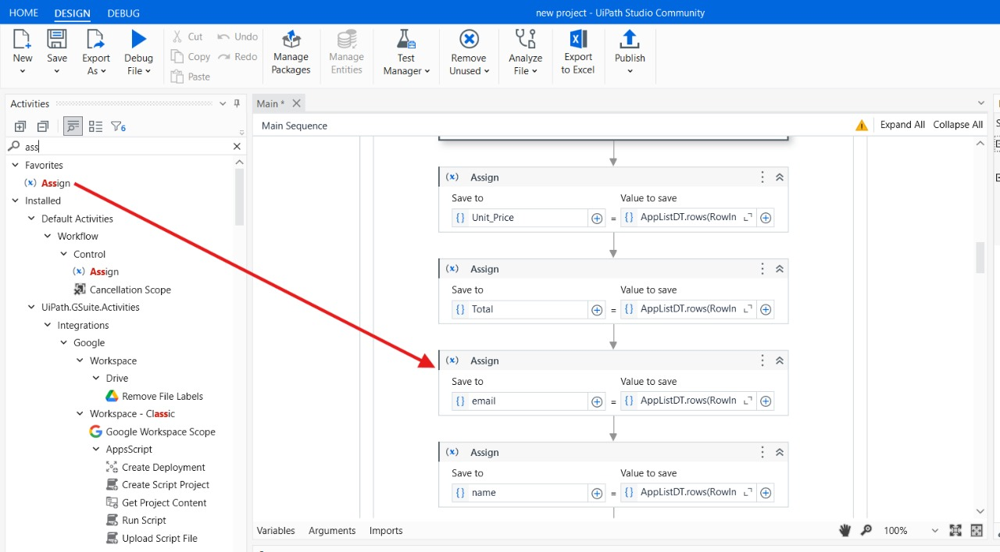 HOME DESIGN DEBUG new project - UiPath Studio Community
New Save Export As Debug File Cut Copy Paste Undo Redo Manage Packages Manage Entities Test Manager Remove Unused Analyze File Export to Excel Publish
Activities
6
ass
Favorites
Assign
Installed
Default Activities
Workflow
Control
Assign
Cancellation Scope
UiPath.GSuite.Activities
Integrations
Google
Workspace
Drive
Remove File Labels
Workspace - Classic
Google Workspace Scope
AppsScript
Create Deployment
Create Script Project
Get Project Content
Run Script
Upload Script File
Main *
Main Sequence Expand All Collapse All
(x) Assign
Save to Value to save
{} Unit_Price = {} AppListDT.rows(RowIn
(x) Assign
Save to Value to save
{} Total = {} AppListDT.rows(RowIn
(x) Assign
Save to Value to save
{} email = {} AppListDT.rows(RowIn
(x) Assign
Save to Value to save
{} name = {} AppListDT.rows(RowIn
Variables Arguments Imports 100%